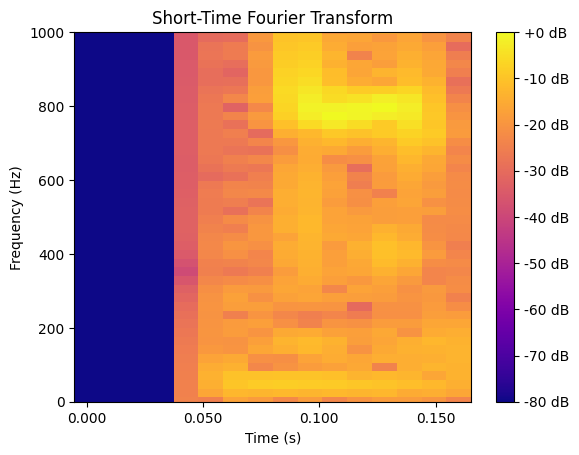 Short-Time Fourier Transform
Frequency (Hz)
1000
800
600
400
200
0
0.000
0.050
0.100
0.150
Time (s)
+0 dB
-10 dB
-20 dB
-30 dB
-40 dB
-50 dB
-60 dB
-70 dB
-80 dB